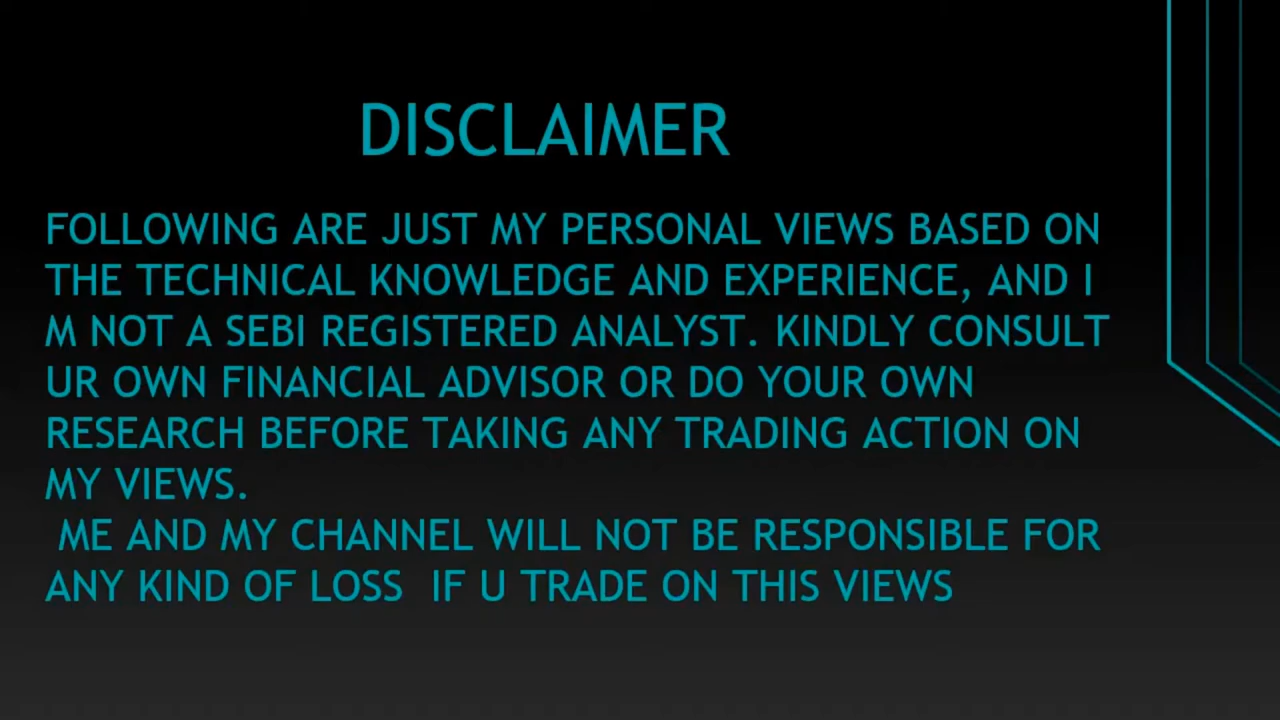 DISCLAIMER
FOLLOWING ARE JUST MY PERSONAL VIEWS BASED ON
THE TECHNICAL KNOWLEDGE AND EXPERIENCE, AND I
M NOT A SEBI REGISTERED ANALYST. KINDLY CONSULT
UR OWN FINANCIAL ADVISOR OR DO YOUR OWN
RESEARCH BEFORE TAKING ANY TRADING ACTION ON
MY VIEWS.
ME AND MY CHANNEL WILL NOT BE RESPONSIBLE FOR
ANY KIND OF LOSS  IF U TRADE ON THIS VIEWS